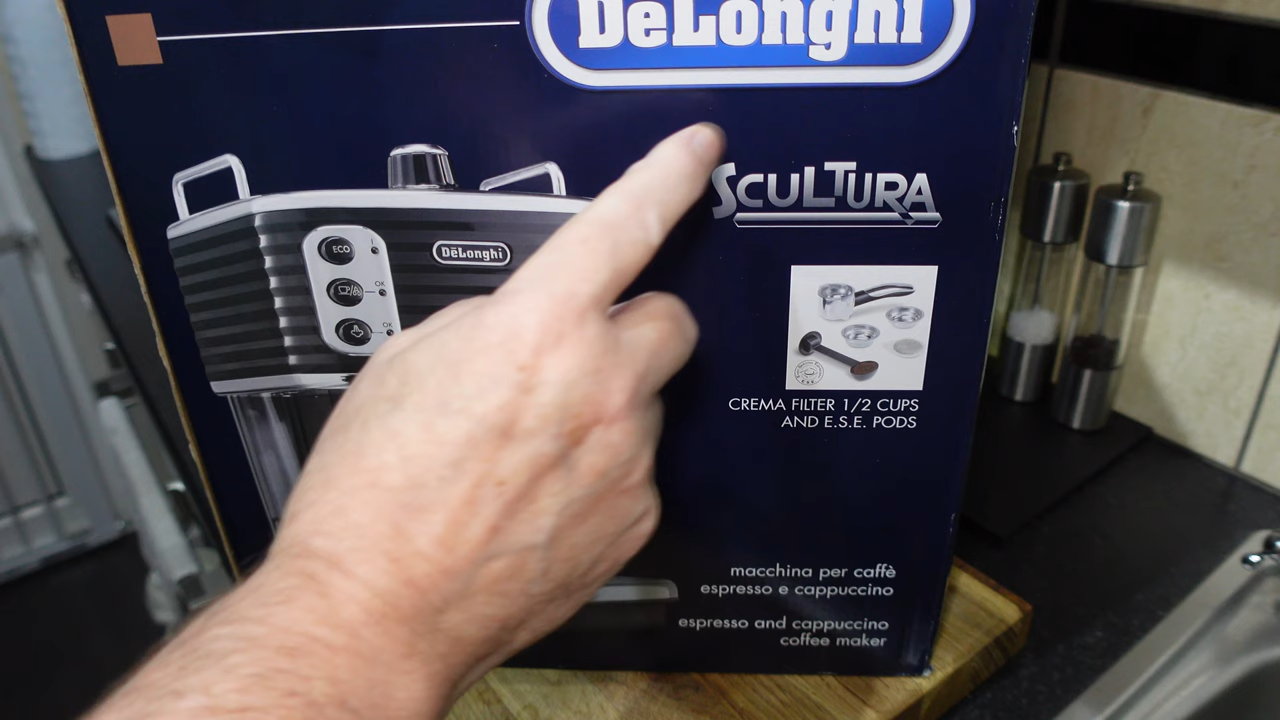 DeLonghi
SCULTURA
ECO
DēLonghi
OK
OK
CREMA FILTER 1/2 CUPS
AND E.S.E. PODS
macchina per caffè
espresso e cappuccino
espresso and cappuccino
coffee maker